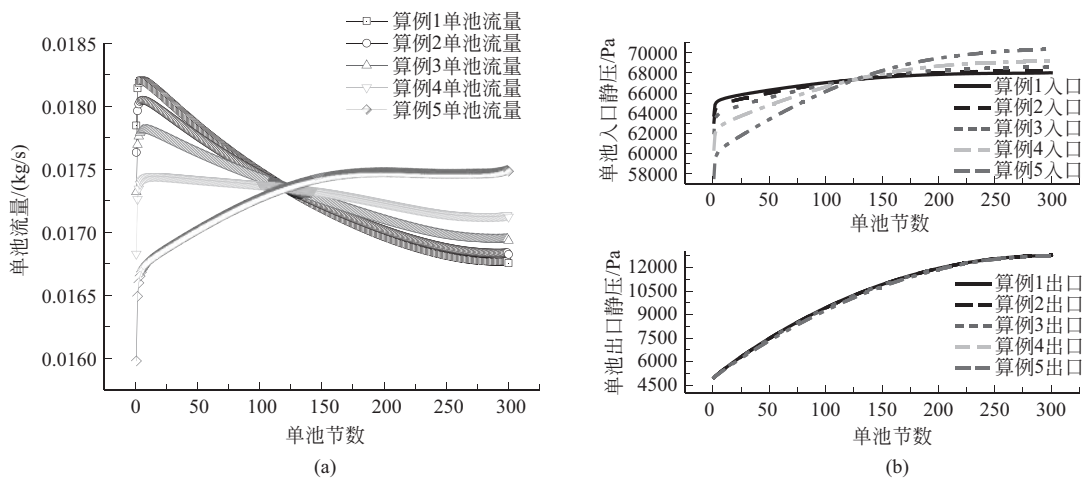 算例1单池流量
算例2单池流量
算例3单池流量
算例4单池流量
算例5单池流量
0.0185
0.0180
0.0175
0.0170
0.0165
0.0160
单池流量/(kg/s)
0 50 100 150 200 250 300
单池节数
(a)
70000
68000
66000
64000
62000
60000
58000
单池入口静压/Pa
算例1入口
算例2入口
算例3入口
算例4入口
算例5入口
0 50 100 150 200 250 300
单池节数
12000
10500
9000
7500
6000
4500
单池出口静压/Pa
算例1出口
算例2出口
算例3出口
算例4出口
算例5出口
0 50 100 150 200 250 300
单池节数
(b)